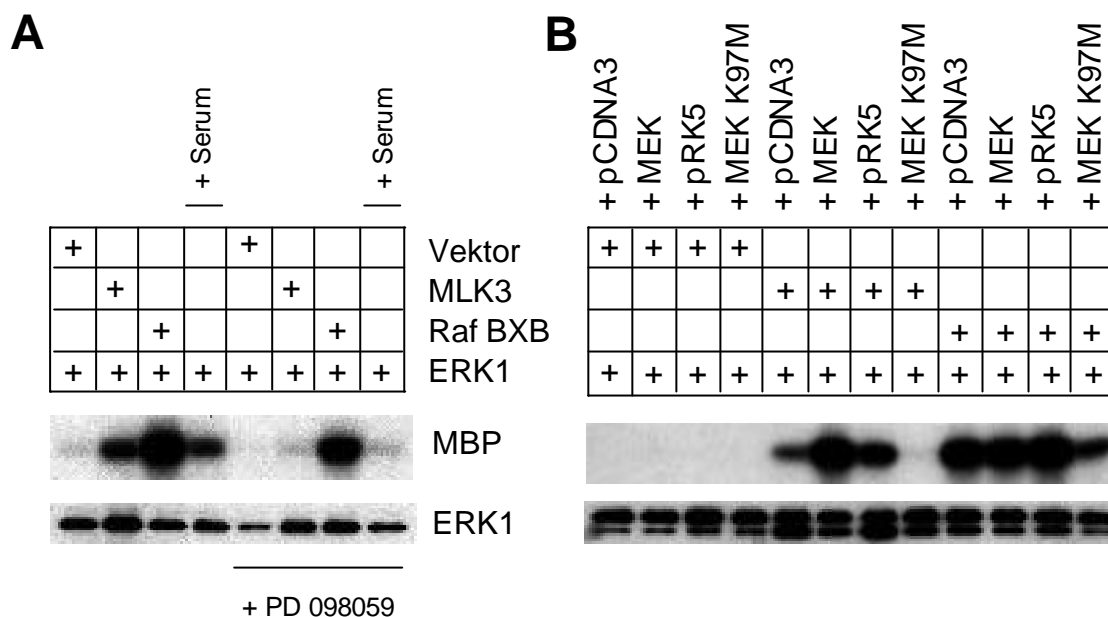 A
+ Serum
+ Serum
+ + Vektor
+ + MLK3
+ + Raf BXB
+ + + + + + + + ERK1
MBP
ERK1
+ PD 098059
B
+ pCDNA3
+ MEK
+ pRK5
+ MEK K97M
+ pCDNA3
+ MEK
+ pRK5
+ MEK K97M
+ pCDNA3
+ MEK
+ pRK5
+ MEK K97M
+ + + +
+ + + +
+ + + +
+ + + + + + + + + + + +